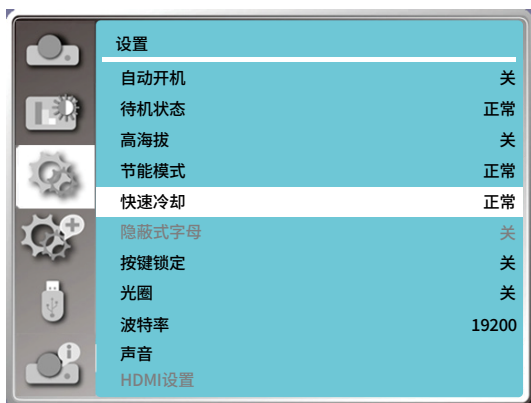 设置
自动开机 关
待机状态 正常
高海拔 关
节能模式 正常
快速冷却 正常
隐蔽式字母 关
按键锁定 关
光圈 关
波特率 19200
声音
HDMI设置